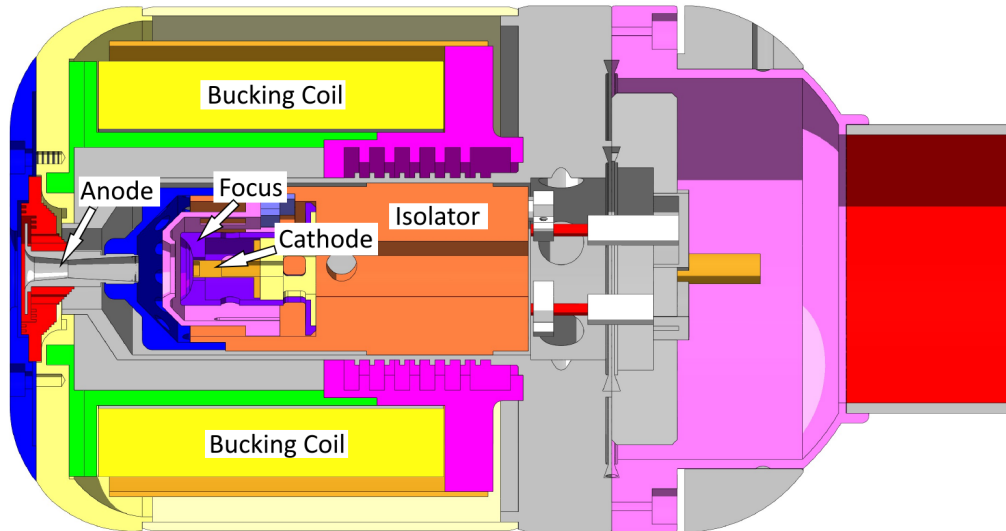 Bucking Coil
Anode
Focus
Isolator
Cathode
Bucking Coil